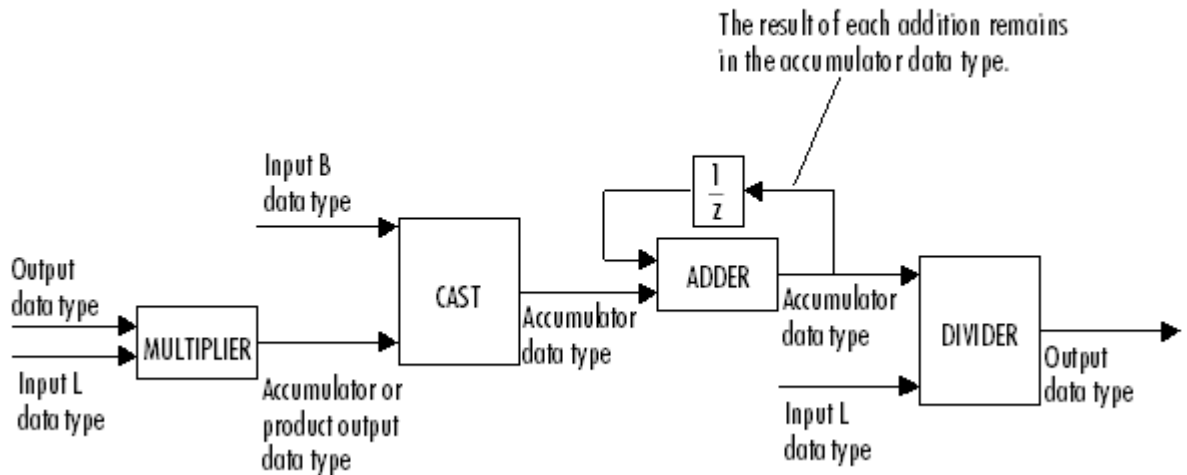 The result of each addition remains
in the accumulator data type.
Input B
data type
1
z
Output
data type
CAST
ADDER
Accumulator
data type
Accumulator
data type
DIVIDER
MULTIPLIER
Input L
data type
Accumulator or
product output
data type
Input L
data type
Output
data type